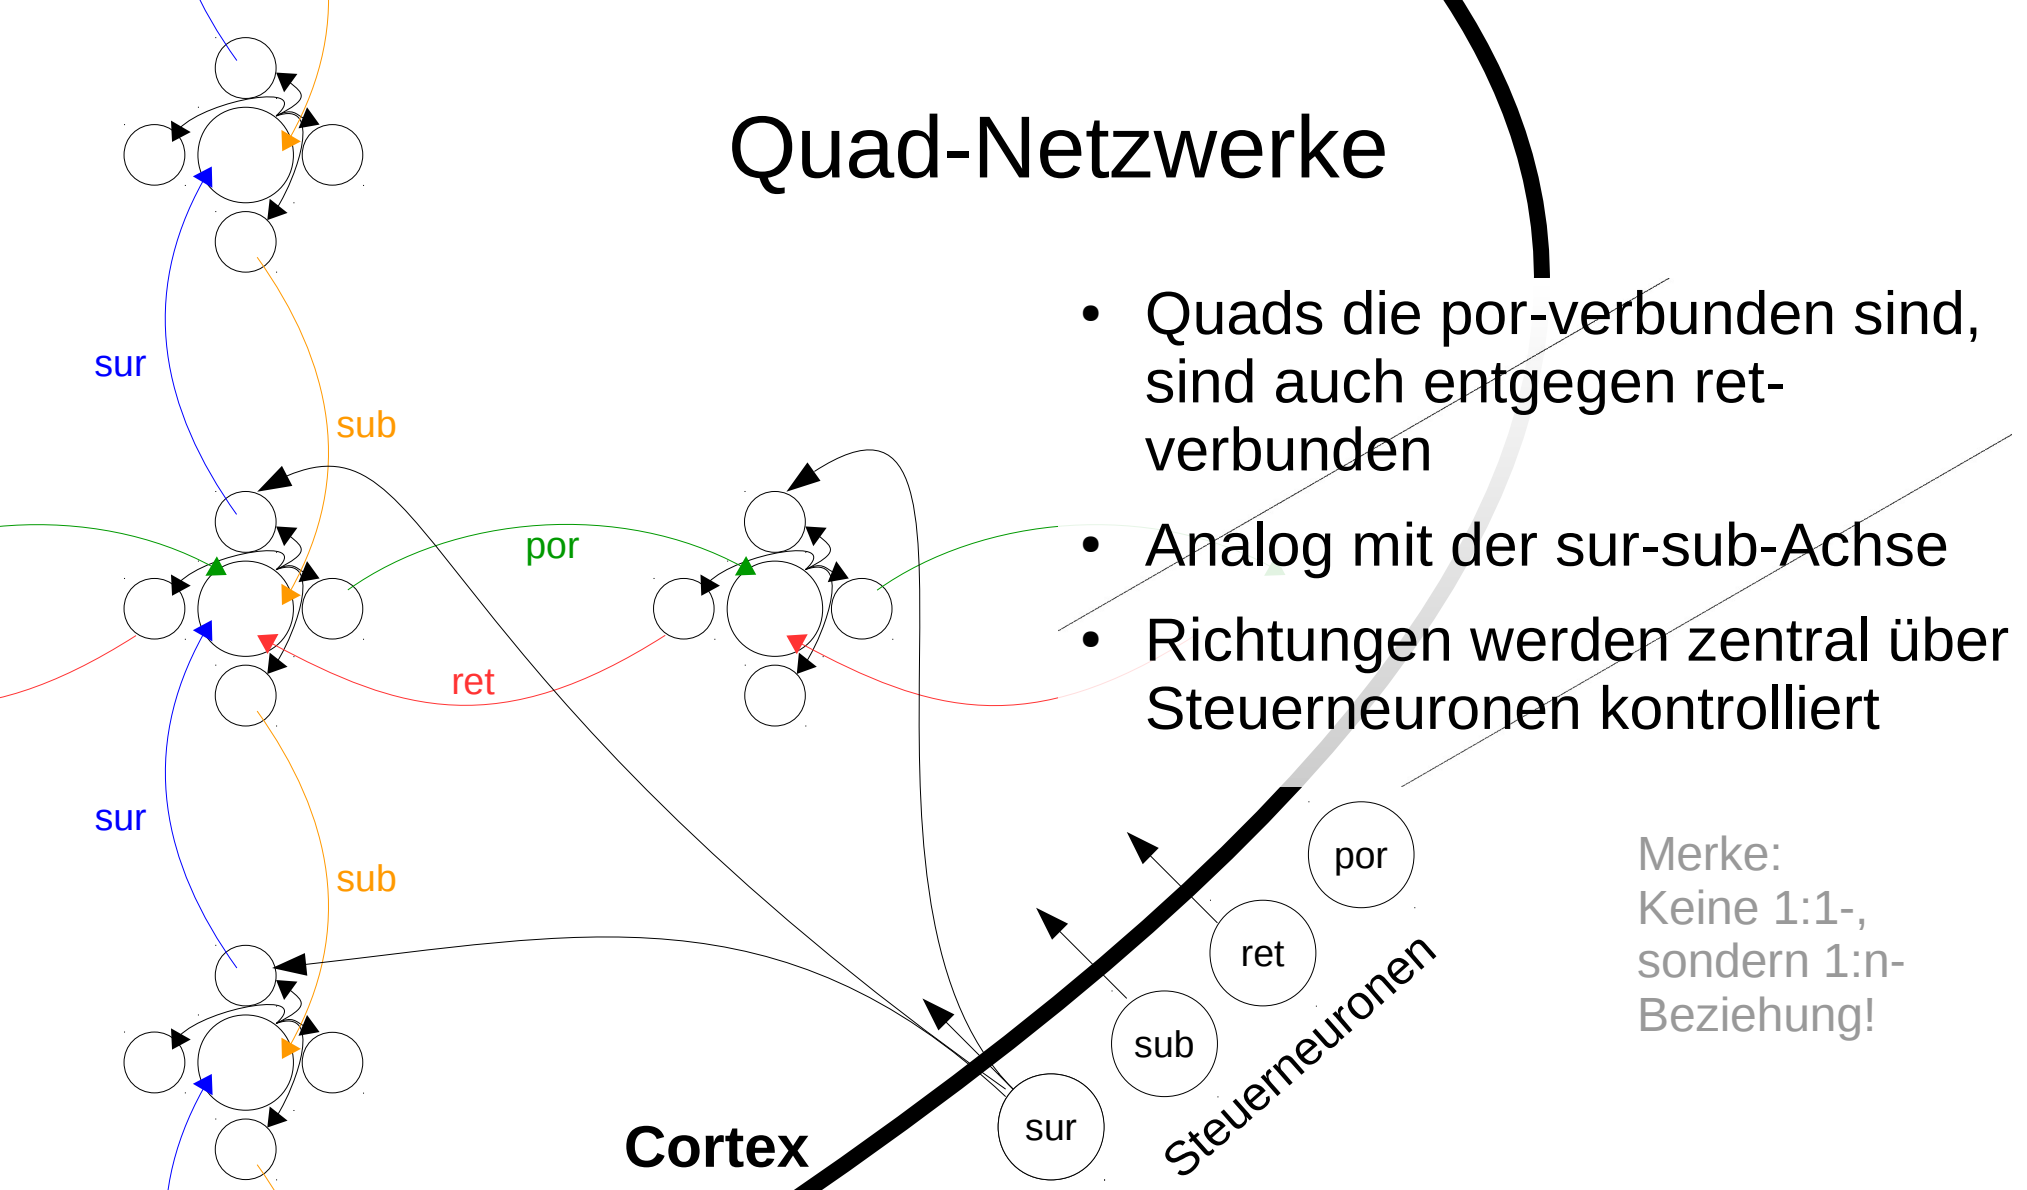 Quad-Netzwerke
• Quads die por-verbunden sind,
sind auch entgegen ret-
verbunden
• Analog mit der sur-sub-Achse
• Richtungen werden zentral über
Steuerneuronen kontrolliert
sur
sub
por
ret
sur
sub
por
ret
sub
sur
Steuerneuronen
Cortex
Merke:
Keine 1:1-,
sondern 1:n-
Beziehung!